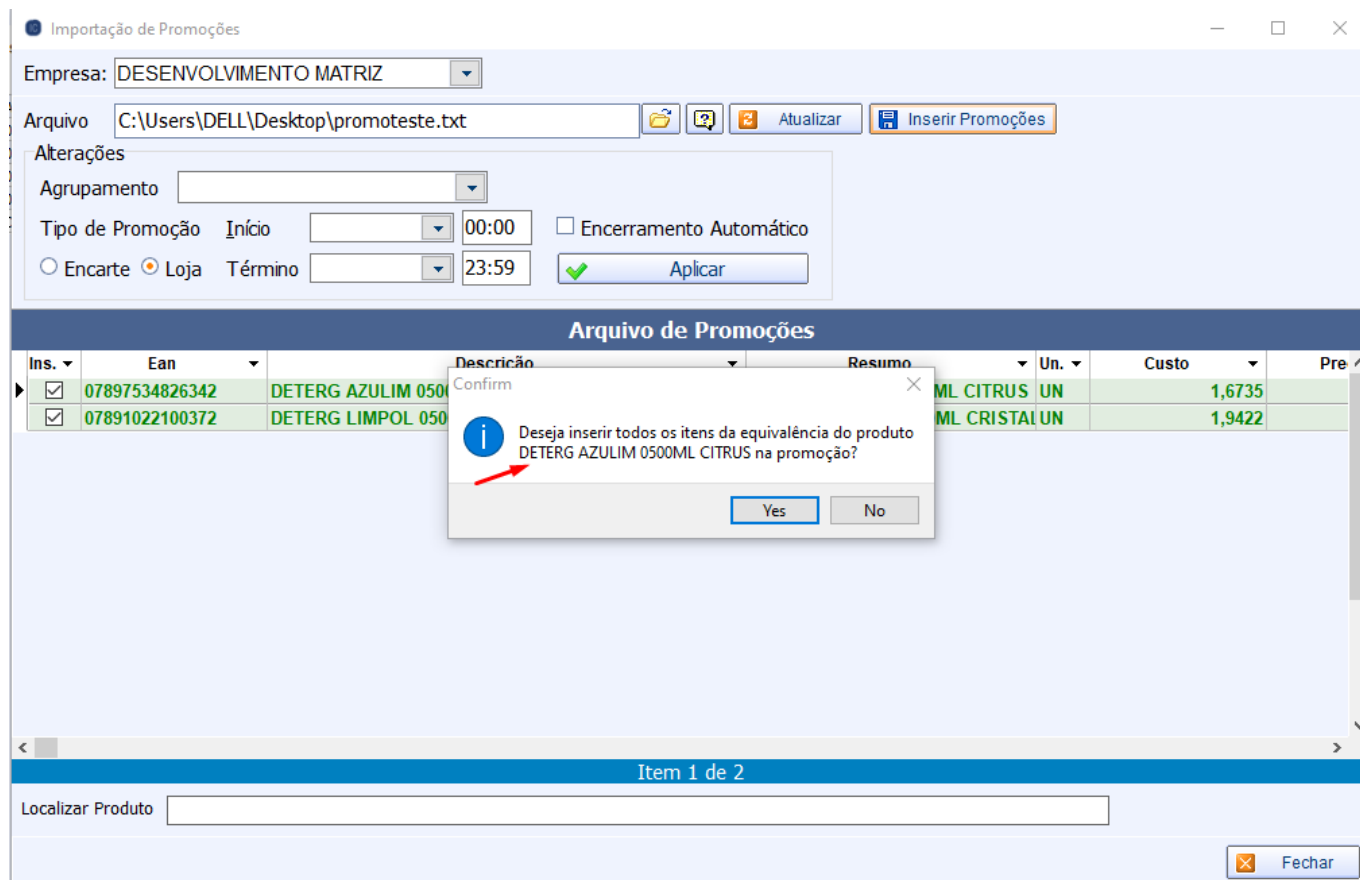 Importação de Promoções
Empresa: DESENVOLVIMENTO MATRIZ
Arquivo C:\Users\DELL\Desktop\promoteste.txt Atualizar Inserir Promoções
Alterações
Agrupamento
Tipo de Promoção Início 00:00 Encerramento Automático
Encarte Loja Término 23:59 Aplicar
Arquivo de Promoções
Ins. Ean Descrição Resumo Un. Custo Pre
07897534826342 DETERG AZULIM 050 ML CITRUS UN 1,6735
07891022100372 DETERG LIMPOL 050 ML CRISTAL UN 1,9422
Confirm
Deseja inserir todos os itens da equivalência do produto
DETERG AZULIM 0500ML CITRUS na promoção?
Yes No
Item 1 de 2
Localizar Produto
Fechar